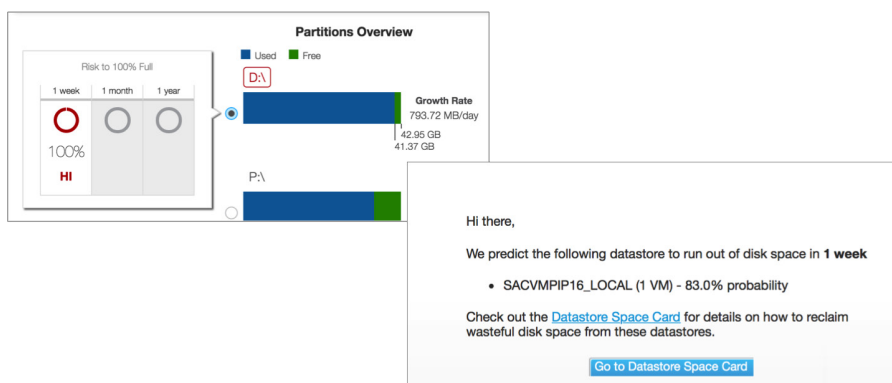 Partitions Overview
Used Free
Risk to 100% Full
1 week 1 month 1 year
100%
HI
D:\
Growth Rate
793.72 MB/day
42.95 GB
41.37 GB
P:\
Hi there,
We predict the following datastore to run out of disk space in 1 week
• SACVMPIP16_LOCAL (1 VM) - 83.0% probability
Check out the Datastore Space Card for details on how to reclaim
wasteful disk space from these datastores.
Go to Datastore Space Card